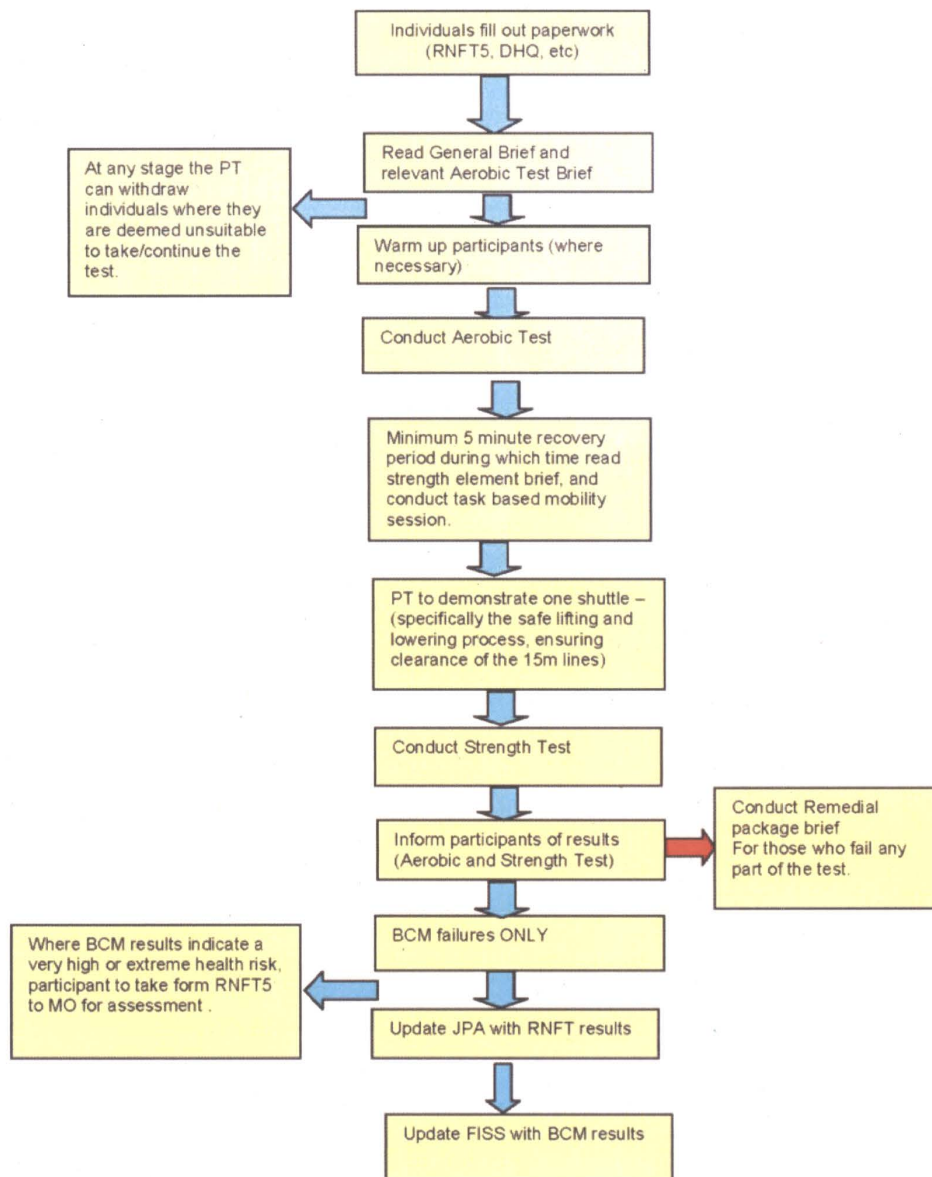 Individuals fill out paperwork
(RNFT5, DHQ, etc)
Read General Brief and
relevant Aerobic Test Brief
At any stage the PT
can withdraw
individuals where they
are deemed unsuitable
to take/continue the
test.
Warm up participants (where
necessary)
Conduct Aerobic Test
Minimum 5 minute recovery
period during which time read
strength element brief, and
conduct task based mobility
session.
PT to demonstrate one shuttle –
(specifically the safe lifting and
lowering process, ensuring
clearance of the 15m lines)
Conduct Strength Test
Inform participants of results
(Aerobic and Strength Test)
Conduct Remedial
package brief
For those who fail any
part of the test.
BCM failures ONLY
Where BCM results indicate a
very high or extreme health risk,
participant to take form RNFT5
to MO for assessment .
Update JPA with RNFT results
Update FISS with BCM results